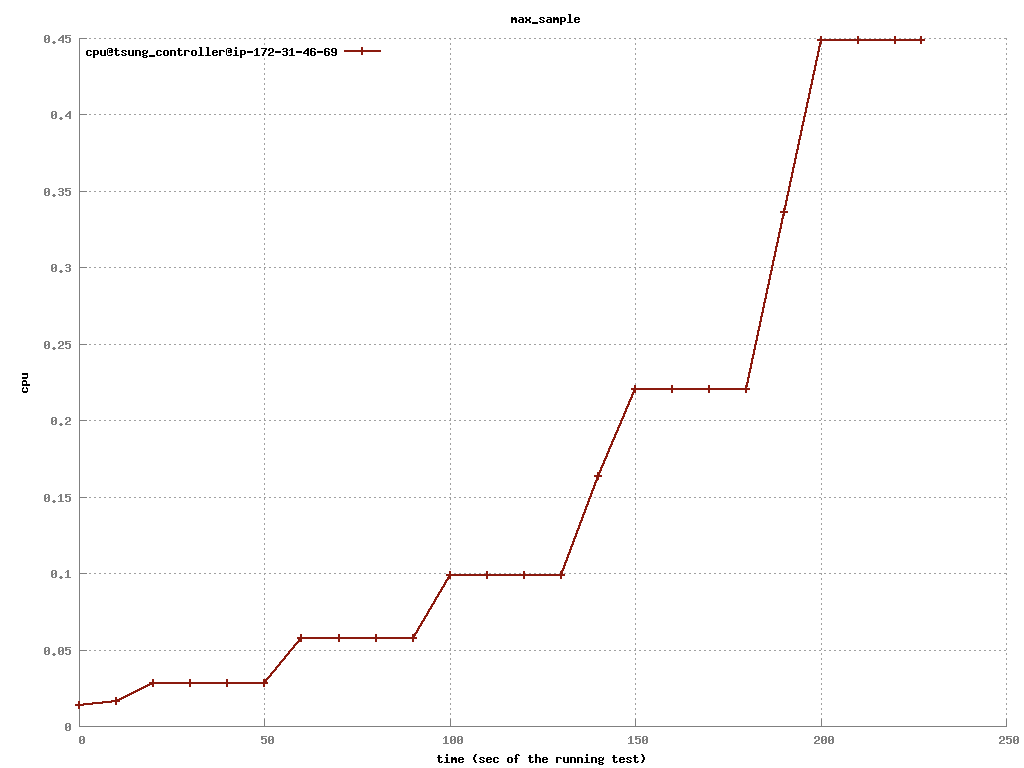 max_sample
cpu@tsung_controller@ip-172-31-46-69
0.45
0.4
0.35
0.3
0.25
0.2
0.15
0.1
0.05
0
cpu
0 50 100 150 200 250
time (sec of the running test)